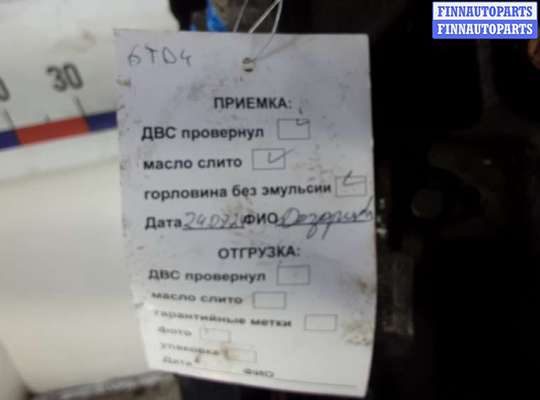 FINNAUTOPARTS
FINNAUTOPARTS
6TD4
30
ПРИЕМКА:
ДВС провернул
масло слито
горловина без эмульсии
Дата ФИО
ОТГРУЗКА:
ДВС провернул
масло слито
гарантийные метки
фото
упаковка
Дата ФИО